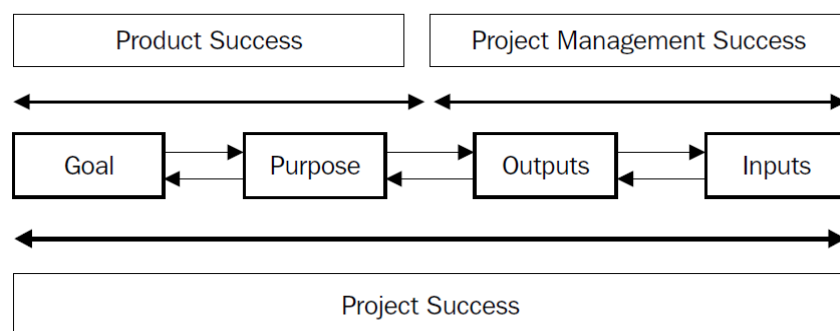 Product Success
Project Management Success
Goal
Purpose
Outputs
Inputs
Project Success